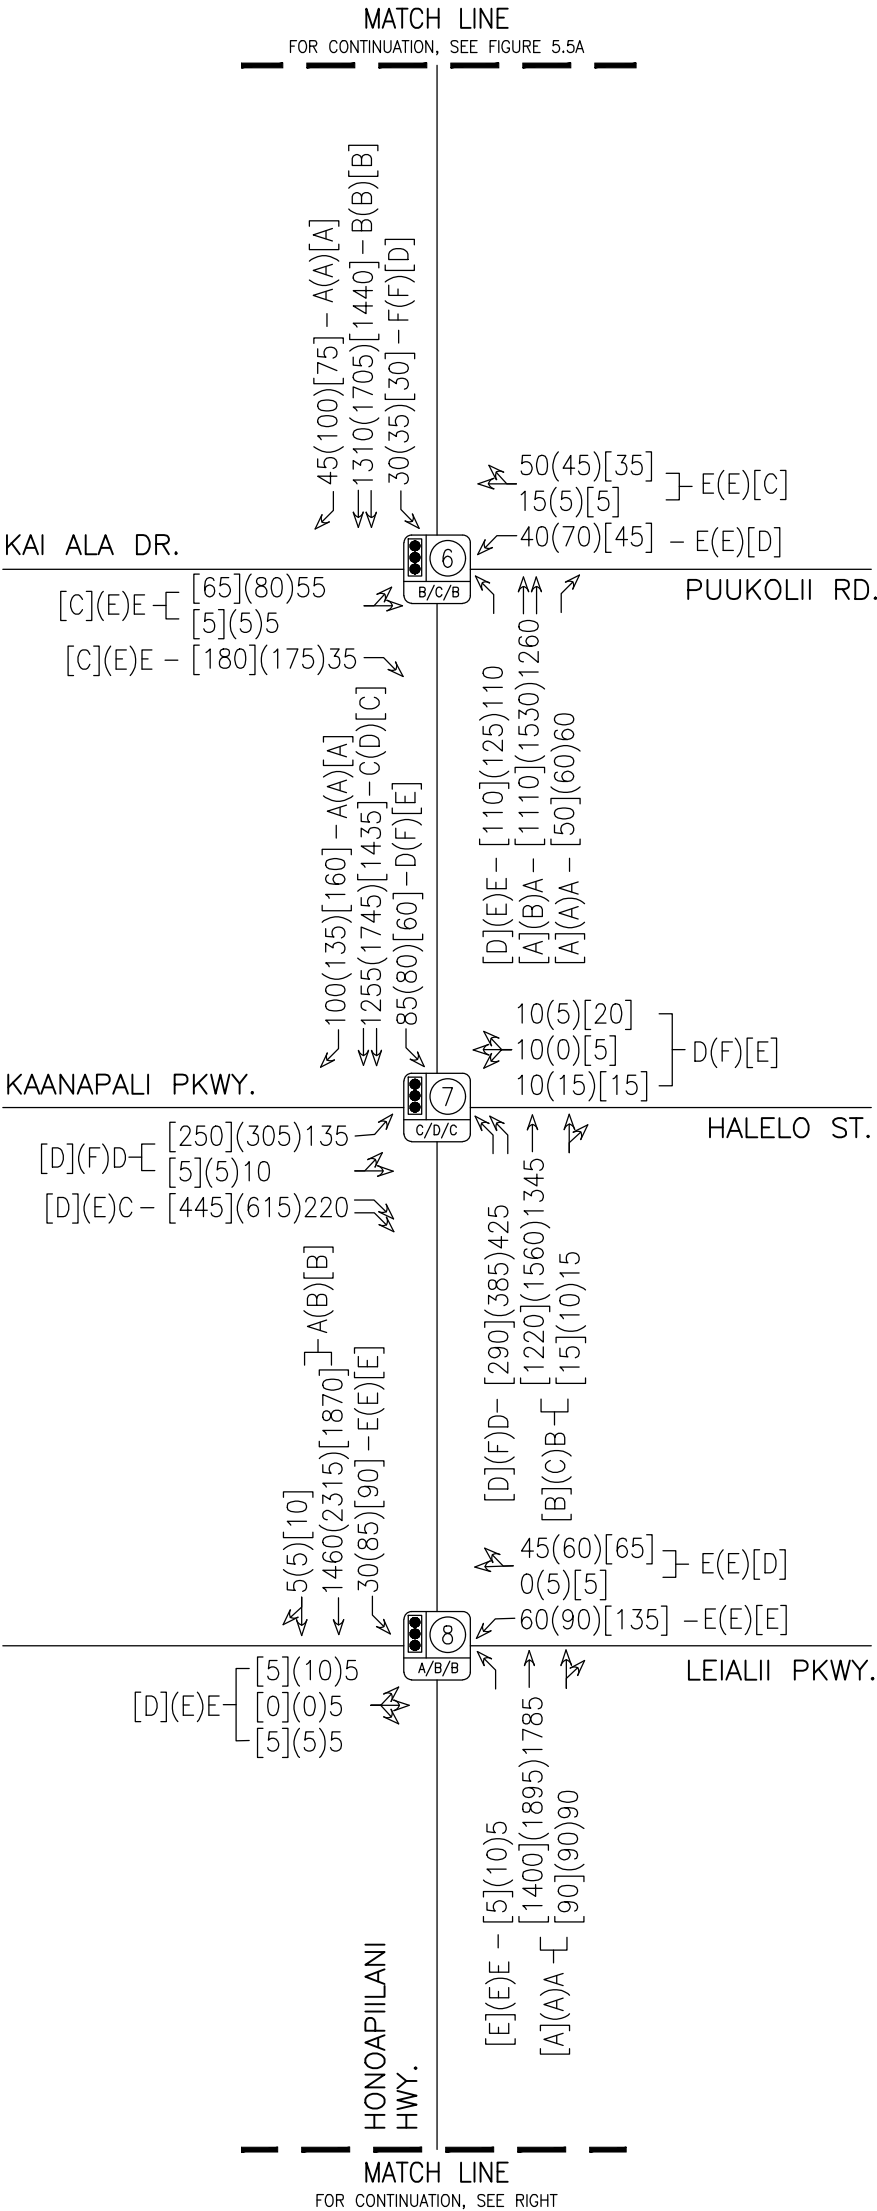 MATCH LINE
FOR CONTINUATION, SEE FIGURE 5.5A
45(100)[75] - A(A)[A]
1310(1705)[1440] - B(B)[B]
30(35)[30] - F(F)[D]
50(45)[35]
15(5)[5]
E(E)[C]
40(70)[45] - E(E)[D]
KAI ALA DR.
6
B/C/B
PUUKOLII RD.
[C](E)E
[65](80)55
[5](5)5
[C](E)E - [180](175)35
[D](E)E - [110](125)110
[A](B)A - [1110](1530)1260
[A](A)A - [50](60)60
100(135)[160] - A(A)[A]
1255(1745)[1435] - C(D)[C]
85(80)[60] - D(F)[E]
10(5)[20]
10(0)[5]
10(15)[15]
D(F)[E]
KAANAPALI PKWY.
7
C/D/C
HALELO ST.
[D](F)D
[250](305)135
[5](5)10
[D](E)C - [445](615)220
[D](F)D - [290](385)425
[1220](1560)1345
[15](10)15
[B](C)B
A(B)[B]
5(5)[10]
1460(2315)[1870]
30(85)[90] - E(E)[E]
45(60)[65]
0(5)[5]
E(E)[D]
60(90)[135] - E(E)[E]
8
A/B/B
LEIALII PKWY.
[D](E)E
[5](10)5
[0](0)5
[5](5)5
[E](E)E - [5](10)5
[1400](1895)1785
[90](90)90
[A](A)A
HONOAPIILANI
HWY.
MATCH LINE
FOR CONTINUATION, SEE RIGHT